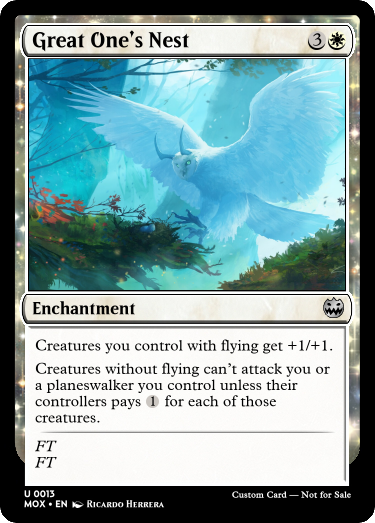 Great One's Nest 3
Enchantment
Creatures you control with flying get +1/+1.
Creatures without flying can't attack you or
a planeswalker you control unless their
controllers pays 1 for each of those
creatures.
FT
FT
U 0013
MOX • EN Ricardo Herrera
Custom Card — Not for Sale